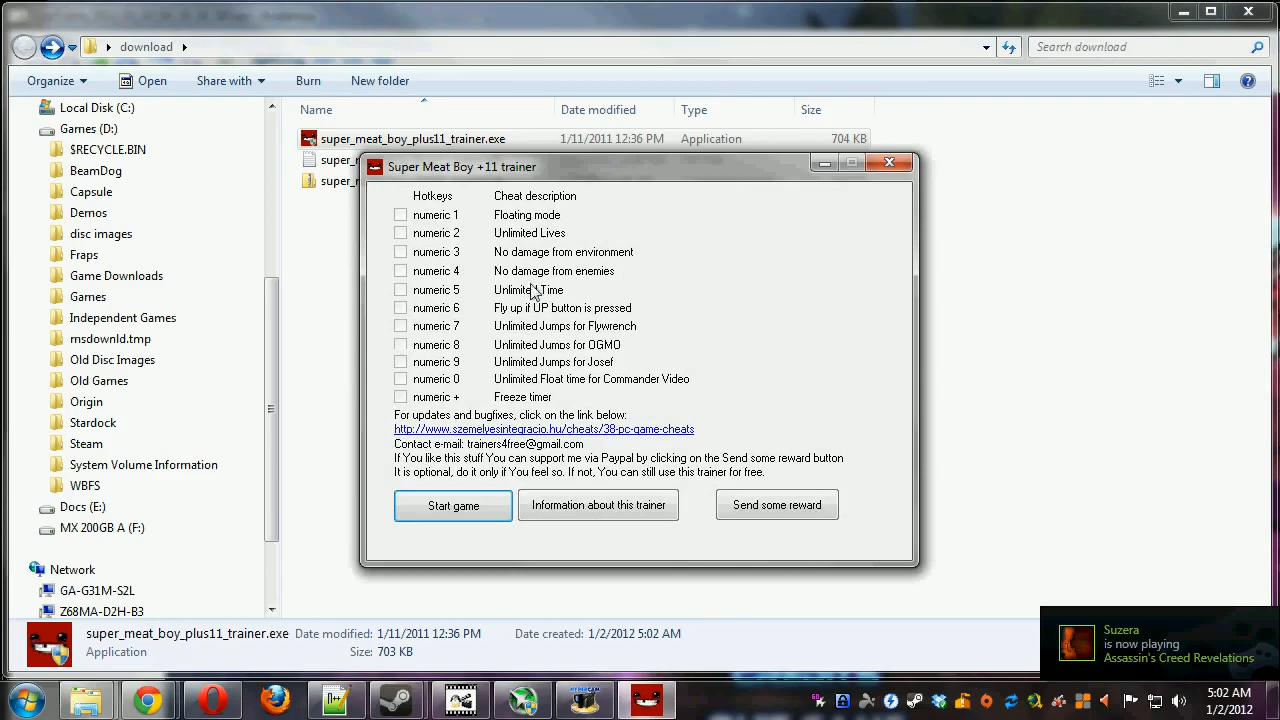 download
Search download
Organize Open Share with Burn New folder
Name Date modified Type Size
Local Disk (C:)
Games (D:)
$RECYCLE.BIN
BeamDog
Capsule
Demos
disc images
Fraps
Game Downloads
Games
Independent Games
msdownld.tmp
Old Disc Images
Old Games
Origin
Stardock
Steam
System Volume Information
WBFS
Docs (E:)
MX 200GB A (F:)
Network
GA-G31M-S2L
Z68MA-D2H-B3
super_meat_boy_plus11_trainer.exe 1/11/2011 12:36 PM Application 704 KB
super_
super_r
Super Meat Boy +11 trainer
Hotkeys Cheat description
numeric 1 Floating mode
numeric 2 Unlimited Lives
numeric 3 No damage from environment
numeric 4 No damage from enemies
numeric 5 Unlimited Time
numeric 6 Fly up if UP button is pressed
numeric 7 Unlimited Jumps for Flywrench
numeric 8 Unlimited Jumps for OGMO
numeric 9 Unlimited Jumps for Josef
numeric 0 Unlimited Float time for Commander Video
numeric + Freeze timer
For updates and bugfixes, click on the link below:
http://www.szemelyesintegracio.hu/cheats/38-pc-game-cheats
Contact e-mail: trainers4free@gmail.com
If You like this stuff You can support me via Paypal by clicking on the Send some reward button
It is optional, do it only if You feel so. If not, You can still use this trainer for free.
Start game Information about this trainer Send some reward
super_meat_boy_plus11_trainer.exe Date modified: 1/11/2011 12:36 PM Date created: 1/2/2012 5:02 AM
Application Size: 703 KB
Suzera
is now playing
Assassin's Creed Revelations
HYPERCAM
5:02 AM
1/2/2012